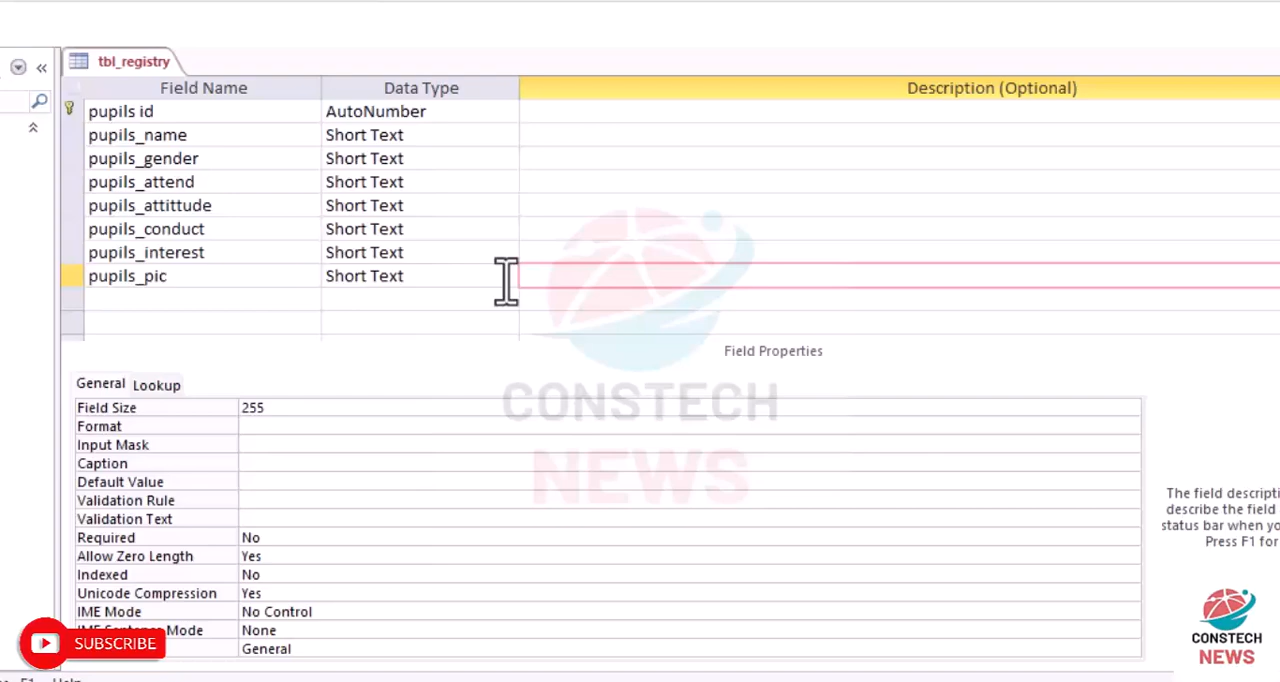 tbl_registry
Field Name Data Type Description (Optional)
pupils id AutoNumber
pupils_name Short Text
pupils_gender Short Text
pupils_attend Short Text
pupils_attittude Short Text
pupils_conduct Short Text
pupils_interest Short Text
pupils_pic Short Text
Field Properties
CONSTECH
NEWS
General Lookup
Field Size 255
Format
Input Mask
Caption
Default Value
Validation Rule
Validation Text
Required No
Allow Zero Length Yes
Indexed No
Unicode Compression Yes
IME Mode No Control
IME Sentence Mode None
General
The field descripti
describe the field
status bar when yo
Press F1 for
SUBSCRIBE
CONSTECH
NEWS